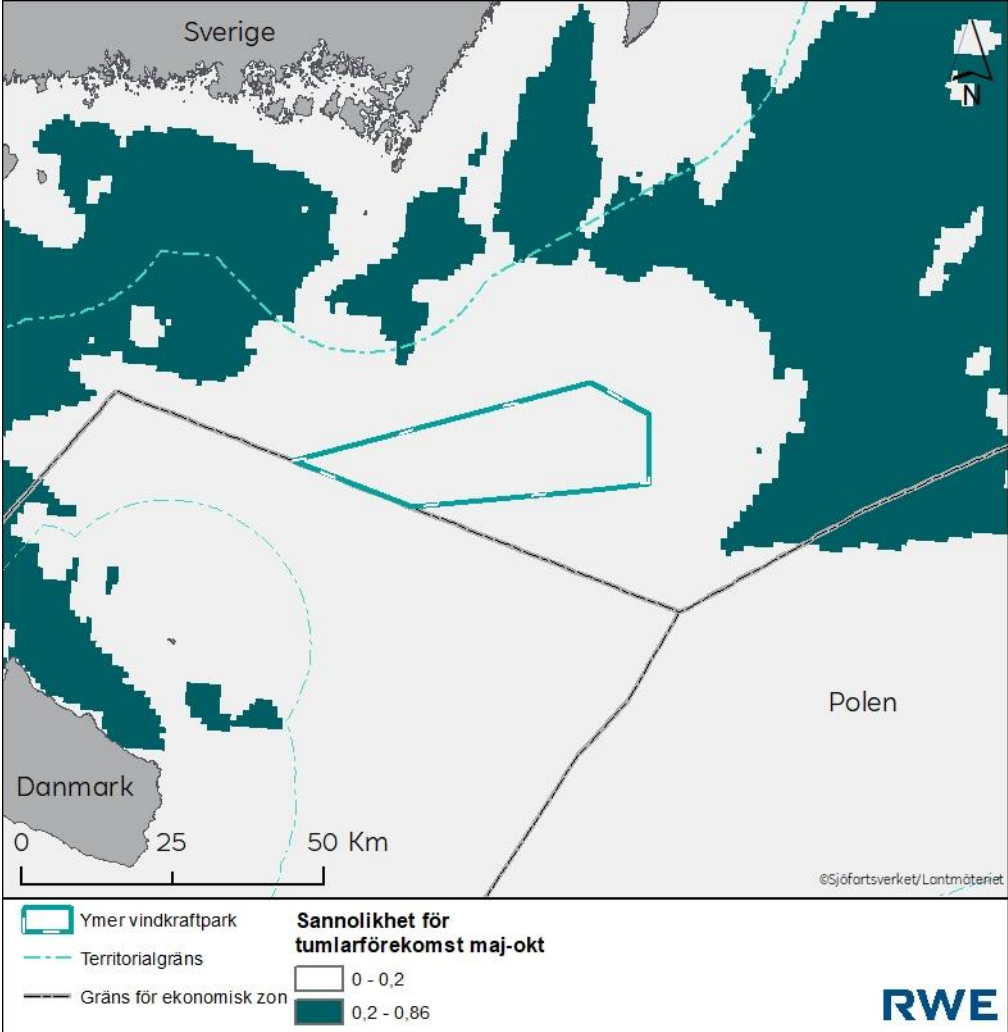 Sverige
N
Polen
Danmark
0 25 50 Km
©Sjöfartsverket/Lantmäteriet
Ymer vindkraftpark
Territorialgräns
Gräns för ekonomisk zon
Sannolikhet för
tumlarförekomst maj-okt
0 - 0,2
0,2 - 0,86
RWE